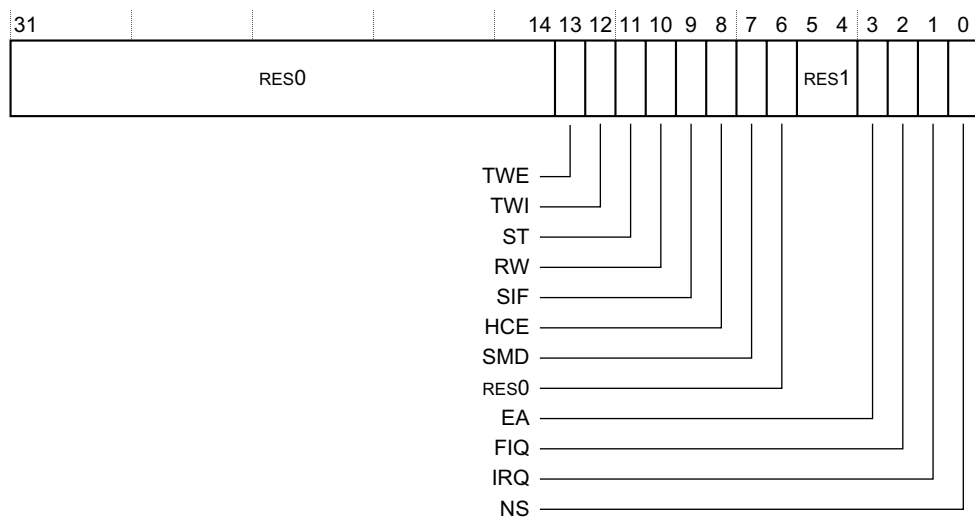 31 14 13 12 11 10 9 8 7 6 5 4 3 2 1 0
RES0 RES1
TWE
TWI
ST
RW
SIF
HCE
SMD
RES0
EA
FIQ
IRQ
NS